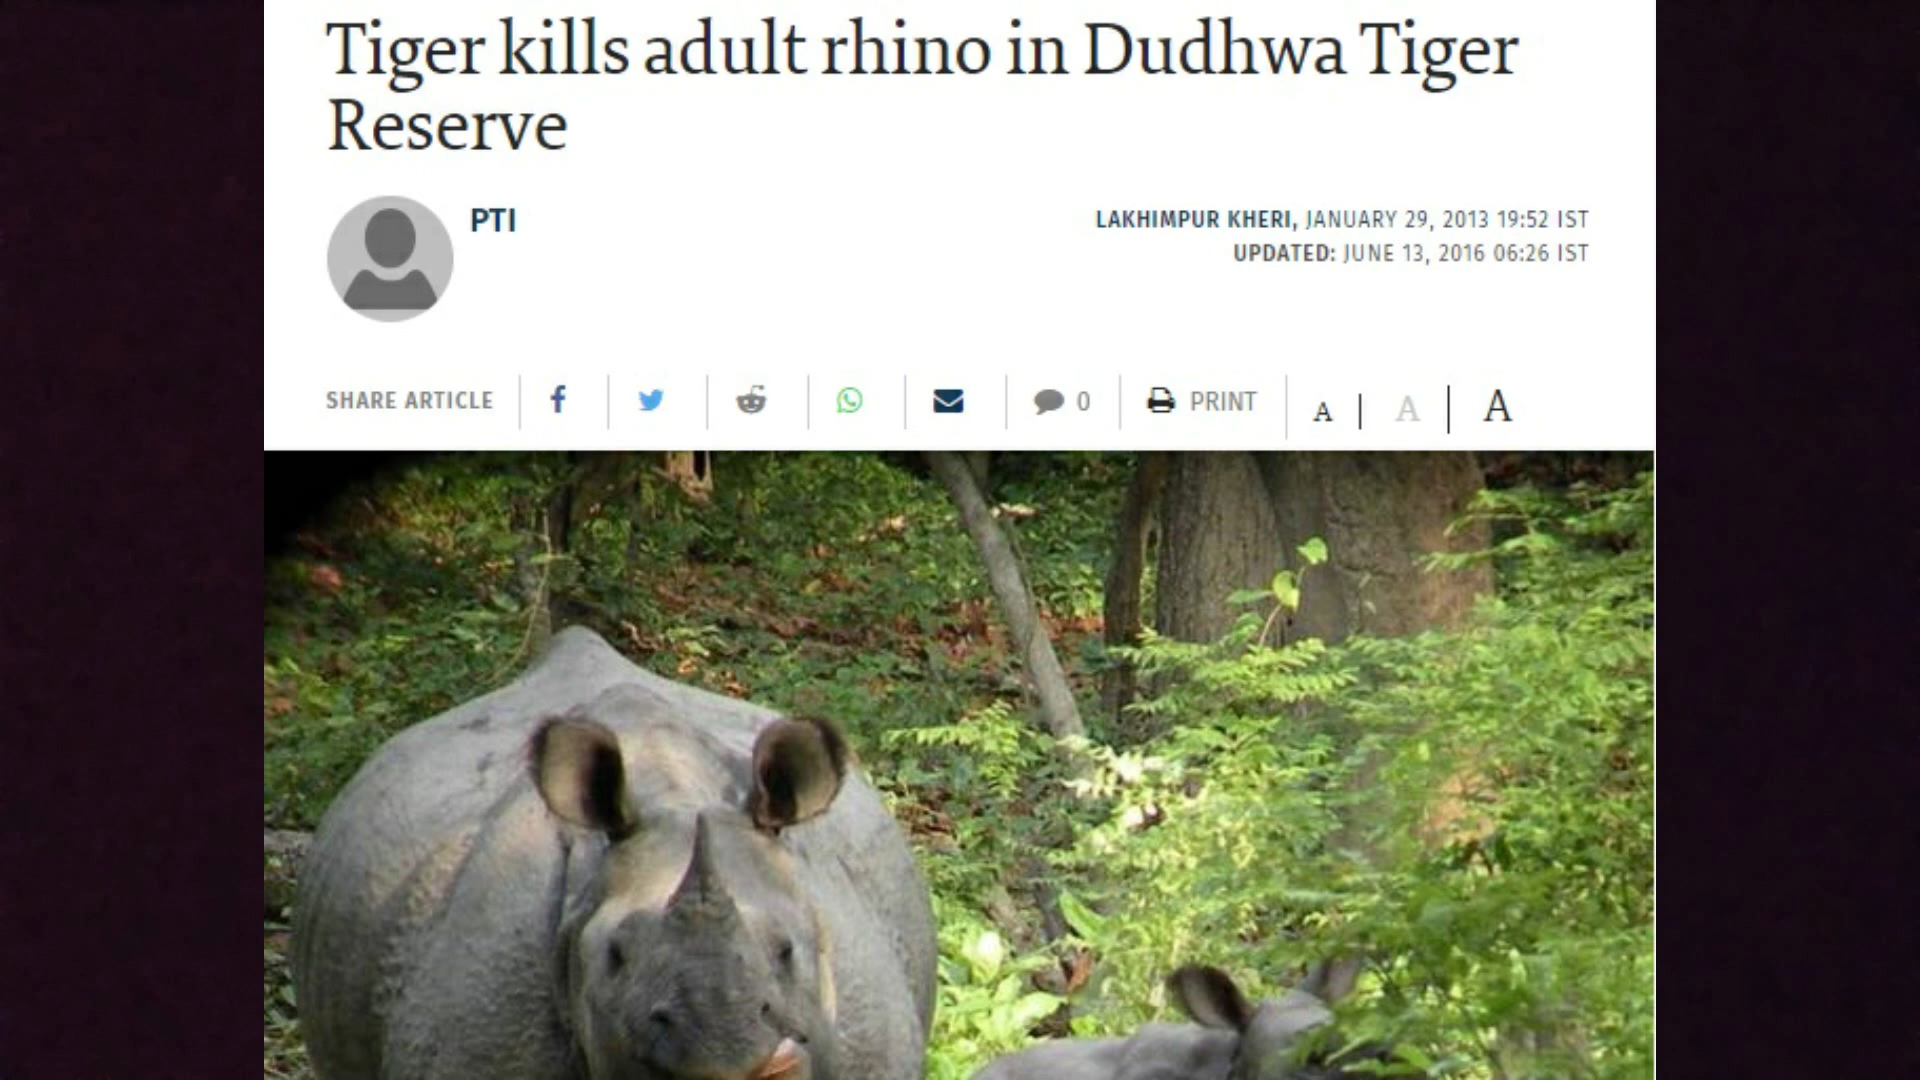 Tiger kills adult rhino in Dudhwa Tiger
Reserve
PTI
LAKHIMPUR KHERI, JANUARY 29, 2013 19:52 IST
UPDATED: JUNE 13, 2016 06:26 IST
SHARE ARTICLE 0 PRINT A A A